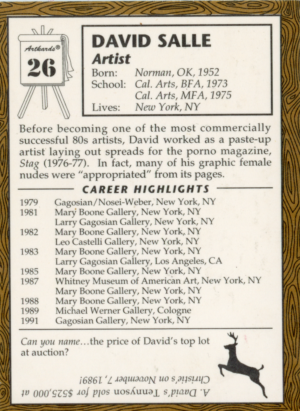 Artkards®
26
DAVID SALLE
Artist
Born: Norman, OK, 1952
School: Cal. Arts, BFA, 1973
Cal. Arts, MFA, 1975
Lives: New York, NY
Before becoming one of the most commercially
successful 80s artists, David worked as a paste-up
artist laying out spreads for the porno magazine,
Stag (1976-77). In fact, many of his graphic female
nudes were "appropriated" from its pages.
CAREER HIGHLIGHTS
1979 Gagosian/Nosei-Weber, New York, NY
1981 Mary Boone Gallery, New York, NY
Larry Gagosian Gallery, New York, NY
1982 Mary Boone Gallery, New York, NY
Leo Castelli Gallery, New York, NY
1983 Mary Boone Gallery, New York, NY
Larry Gagosian Gallery, Los Angeles, CA
1985 Mary Boone Gallery, New York, NY
1987 Whitney Museum of American Art, New York, NY
Mary Boone Gallery, New York, NY
1988 Mary Boone Gallery, New York, NY
1989 Michael Werner Gallery, Cologne
1991 Gagosian Gallery, New York, NY
Can you name...the price of David's top lot
at auction?
A. David's Tennyson sold for $525,000 at
Christie's on November 7, 1989!